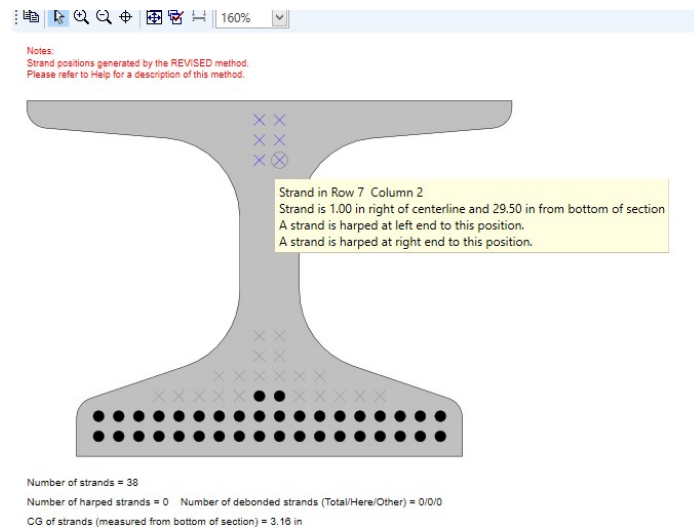 160%
Notes:
Strand positions generated by the REVISED method.
Please refer to Help for a description of this method.
Strand in Row 7 Column 2
Strand is 1.00 in right of centerline and 29.50 in from bottom of section
A strand is harped at left end to this position.
A strand is harped at right end to this position.
Number of strands = 38
Number of harped strands = 0 Number of debonded strands (Total/Here/Other) = 0/0/0
CG of strands (measured from bottom of section) = 3.16 in